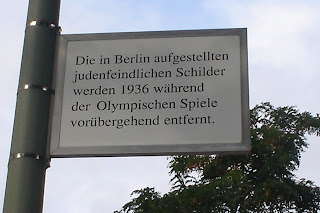 Die in Berlin aufgestellten
judenfeindlichen Schilder
werden 1936 während
der Olympischen Spiele
vorübergehend entfernt.